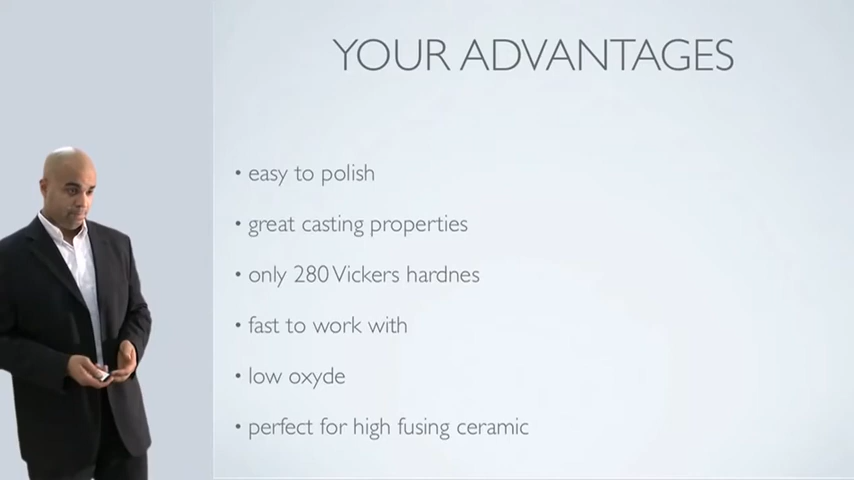 YOUR ADVANTAGES
• easy to polish
• great casting properties
• only 280 Vickers hardnes
• fast to work with
• low oxyde
• perfect for high fusing ceramic